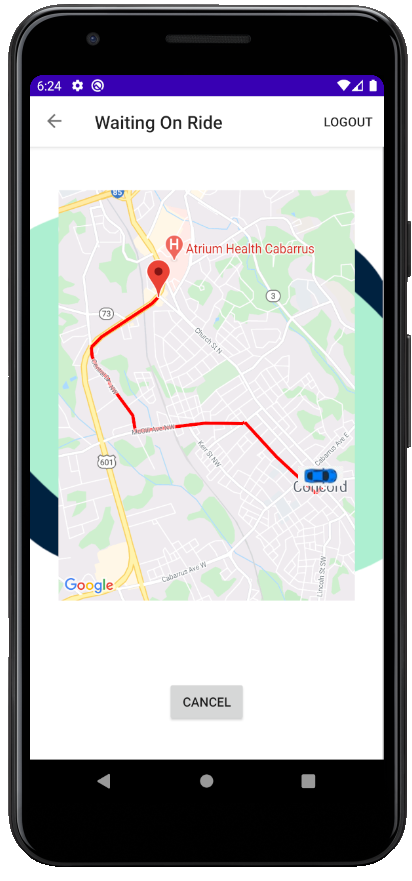 6:24
Waiting On Ride
LOGOUT
85
H
Atrium Health Cabarrus
73
3
Church St N
601
Kerr St NW
Cabarrus Ave E
Concord
Cabarrus Ave W
Lincoln St SW
Google
CANCEL